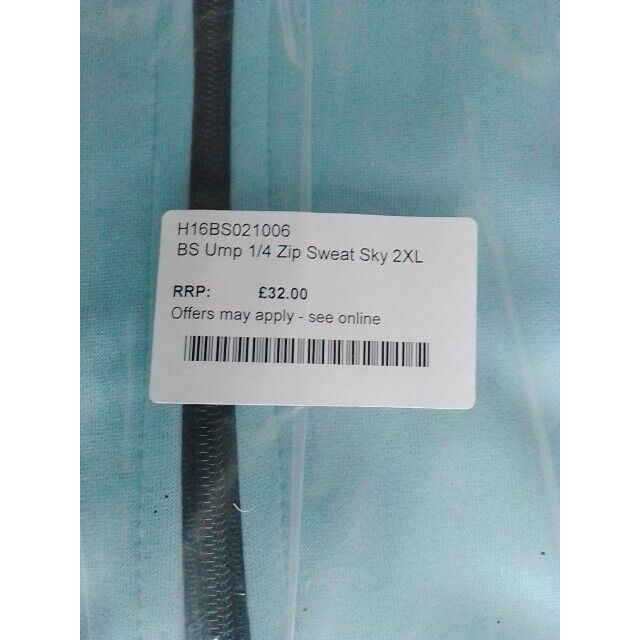 H16BS021006
BS Ump 1/4 Zip Sweat Sky 2XL
RRP: £32.00
Offers may apply - see online